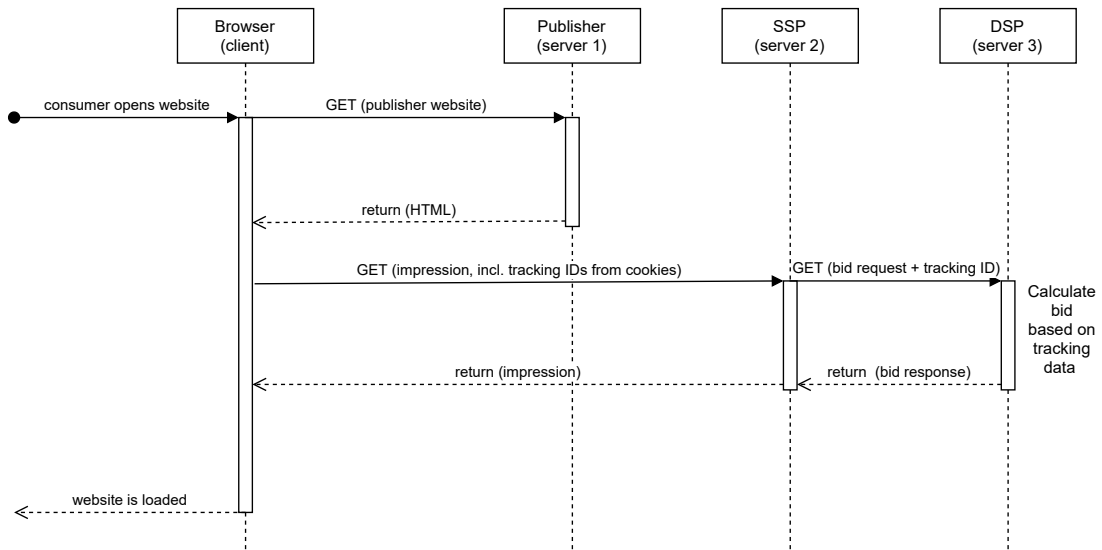 Browser
(client)
Publisher
(server 1)
SSP
(server 2)
DSP
(server 3)
consumer opens website
GET (publisher website)
return (HTML)
GET (impression, incl. tracking IDs from cookies)
GET (bid request + tracking ID)
Calculate
bid
based on
tracking
data
return (impression)
return (bid response)
website is loaded